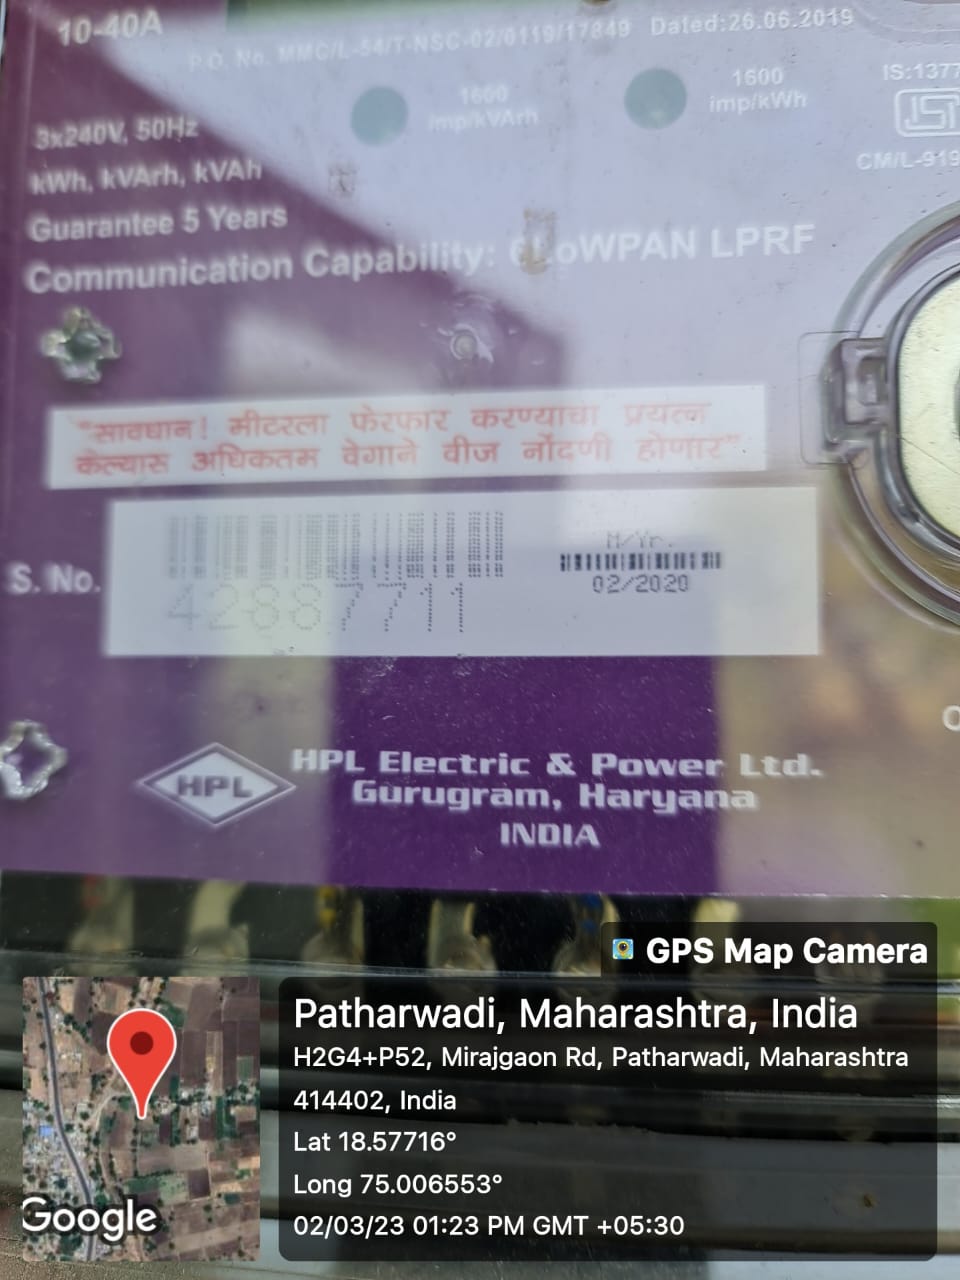 10-40A
P.O. No. MMC/L-54/T-NSC-02/0119/17849 Dated:26.06.2019
1600
imp/kVArh
1600
imp/kWh
IS:1377
CM/L-919
3x240V, 50Hz
kWh, kVArh, kVAh
Guarantee 5 Years
Communication Capability: 6LoWPAN LPRF
"सावधान! मीटरला फेरफार करण्याचा प्रयत्न
केल्यास अधिकतम वेगाने वीज नोंदणी होणार"
S. No.
42887711
M/Yr.
02/2020
HPL
HPL Electric & Power Ltd.
Gurugram, Haryana
INDIA
GPS Map Camera
Patharwadi, Maharashtra, India
H2G4+P52, Mirajgaon Rd, Patharwadi, Maharashtra
414402, India
Lat 18.57716°
Long 75.006553°
02/03/23 01:23 PM GMT +05:30
Google